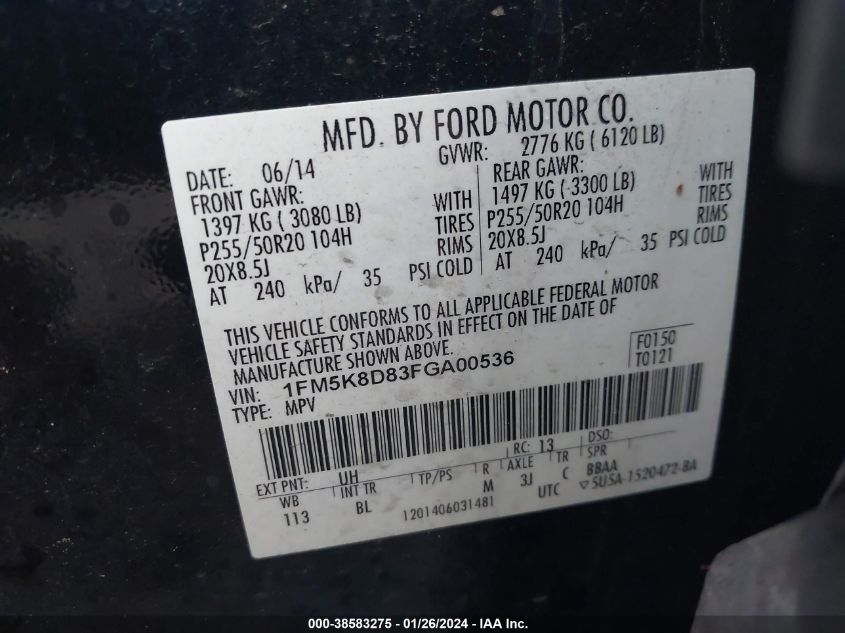 MFD. BY FORD MOTOR CO.
DATE: 06/14 GVWR: 2776 KG ( 6120 LB)
FRONT GAWR: REAR GAWR:
1397 KG ( 3080 LB) WITH 1497 KG ( 3300 LB) WITH
P255/50R20 104H TIRES P255/50R20 104H TIRES
20X8.5J RIMS 20X8.5J RIMS
AT 240 kPa/ 35 PSI COLD AT 240 kPa/ 35 PSI COLD
THIS VEHICLE CONFORMS TO ALL APPLICABLE FEDERAL MOTOR
VEHICLE SAFETY STANDARDS IN EFFECT ON THE DATE OF
MANUFACTURE SHOWN ABOVE.
VIN: 1FM5K8D83FGA00536 F0150
TYPE: MPV T0121
EXT PNT: UH RC: 13 DSO:
WB INT TR TP/PS R AXLE TR SPR
113 BL M 3J C BBAA
1201406031481 UTC ▽5U5A-1520472-BA
000-38583275 - 01/26/2024 - IAA Inc.